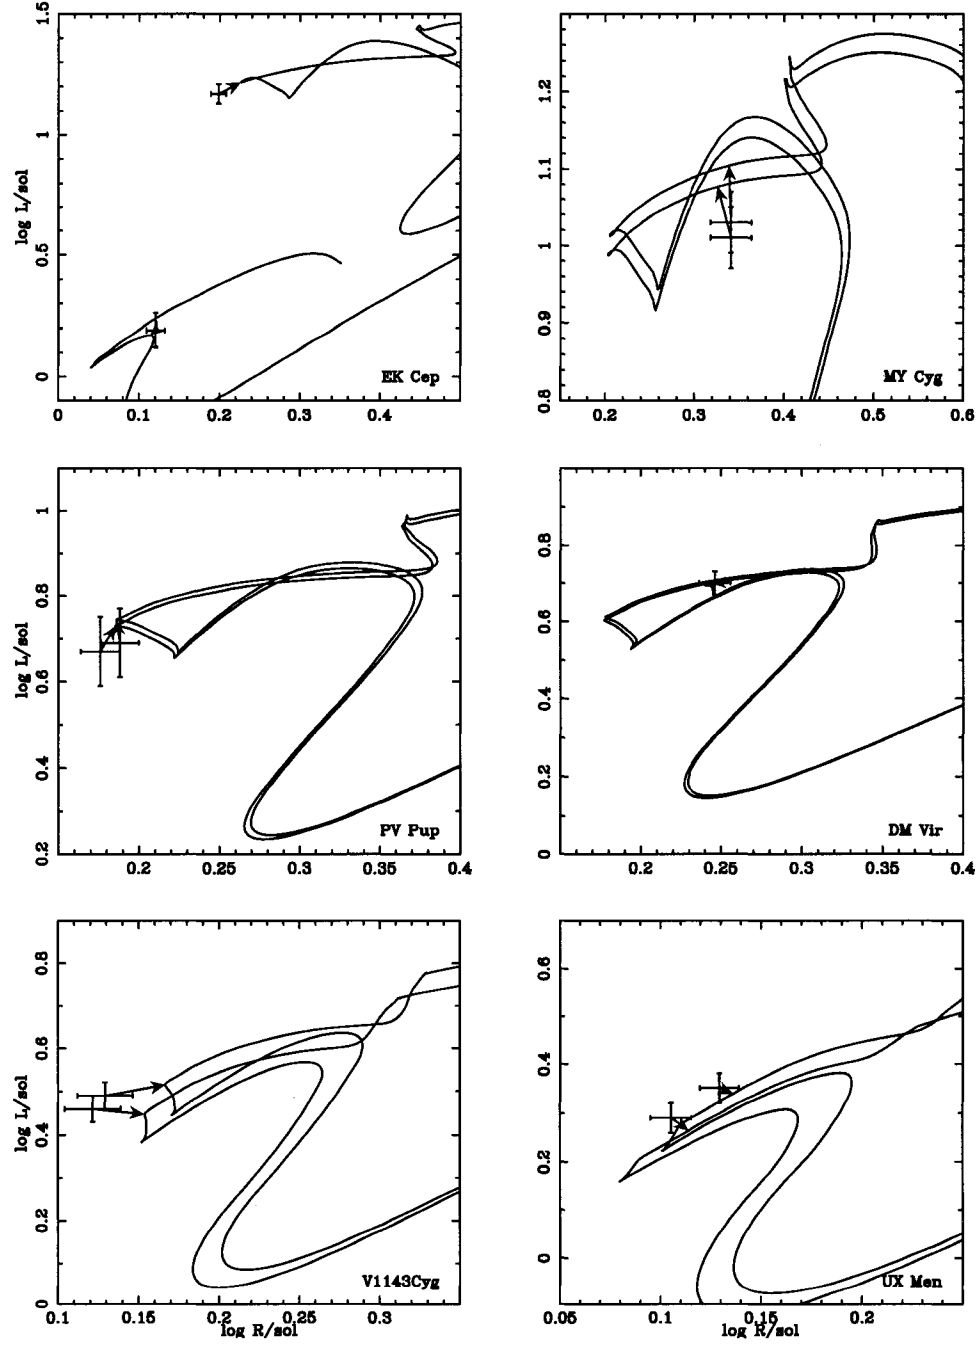 1.5
1
0.5
0
log L/sol
EK Cep
0 0.1 0.2 0.3 0.4 0.5
1.2
1.1
1
0.9
0.8
MY Cyg
0.2 0.3 0.4 0.5 0.6
1
0.8
0.6
0.4
0.2
log L/sol
PV Pup
0.2 0.25 0.3 0.35 0.4
0.8
0.6
0.4
0.2
0
DM Vir
0.2 0.25 0.3 0.35 0.4
0.8
0.6
0.4
0.2
0
log L/sol
V1143Cyg
0.1 0.15 0.2 0.25 0.3
log R/sol
0.6
0.4
0.2
0
UX Men
0.05 0.1 0.15 0.2
log R/sol